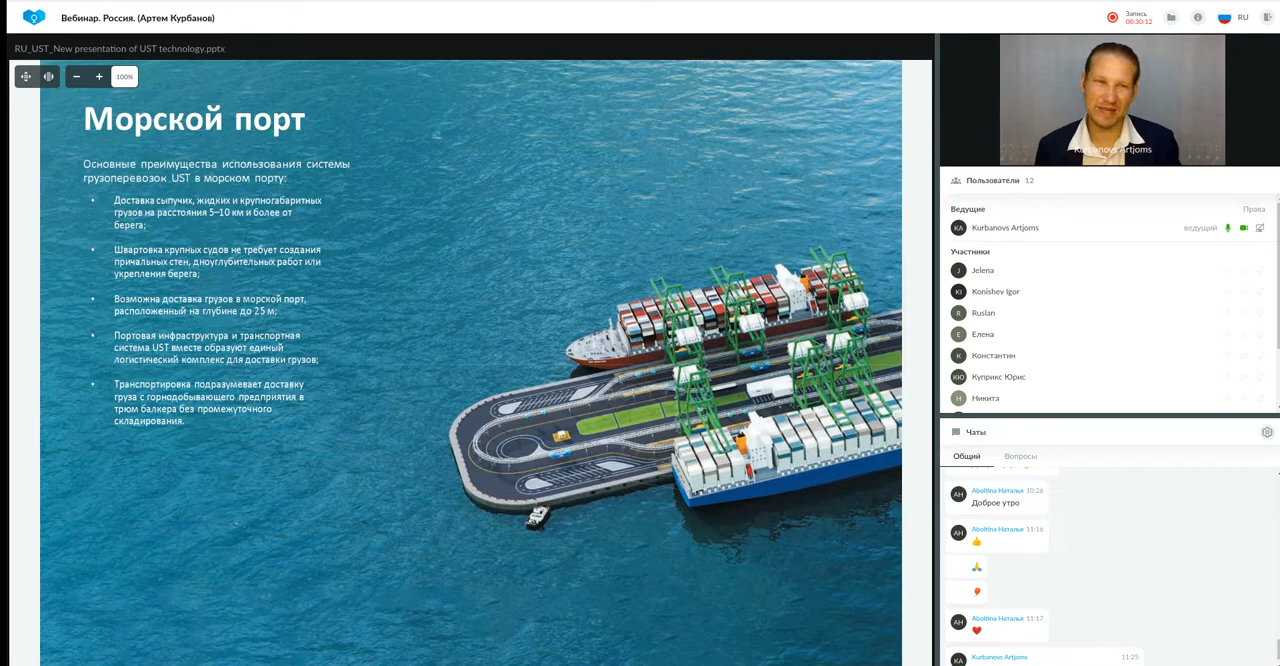 Вебинар. Россия. (Артем Курбанов)
Запись
00:30:12
RU
RU_UST_New presentation of UST technology.pptx
100%
Морской порт
Основные преимущества использования системы
грузоперевозок UST в морском порту:
• Доставка сыпучих, жидких и крупногабаритных
грузов на расстояния 5–10 км и более от
берега;
• Швартовка крупных судов не требует создания
причальных стен, дноуглубительных работ или
укрепления берега;
• Возможна доставка грузов в морской порт,
расположенный на глубине до 25 м;
• Портовая инфраструктура и транспортная
система UST вместе образуют единый
логистический комплекс для доставки грузов;
• Транспортировка подразумевает доставку
груза с горнодобывающего предприятия в
трюм балкера без промежуточного
складирования.
Kurbanovs Artjoms
Пользователи 12
Ведущие Права
KA Kurbanovs Artjoms ведущий
Участники
J Jelena
KI Konishev Igor
R Ruslan
Е Елена
К Константин
КЮ Куприкс Юрис
Н Никита
Чаты
Общий Вопросы
АН Aboltina Наталья 10:26
Доброе утро
АН Aboltina Наталья 11:16
👍
🙏
🎈
АН Aboltina Наталья 11:17
❤️
KA Kurbanovs Artjoms 11:25